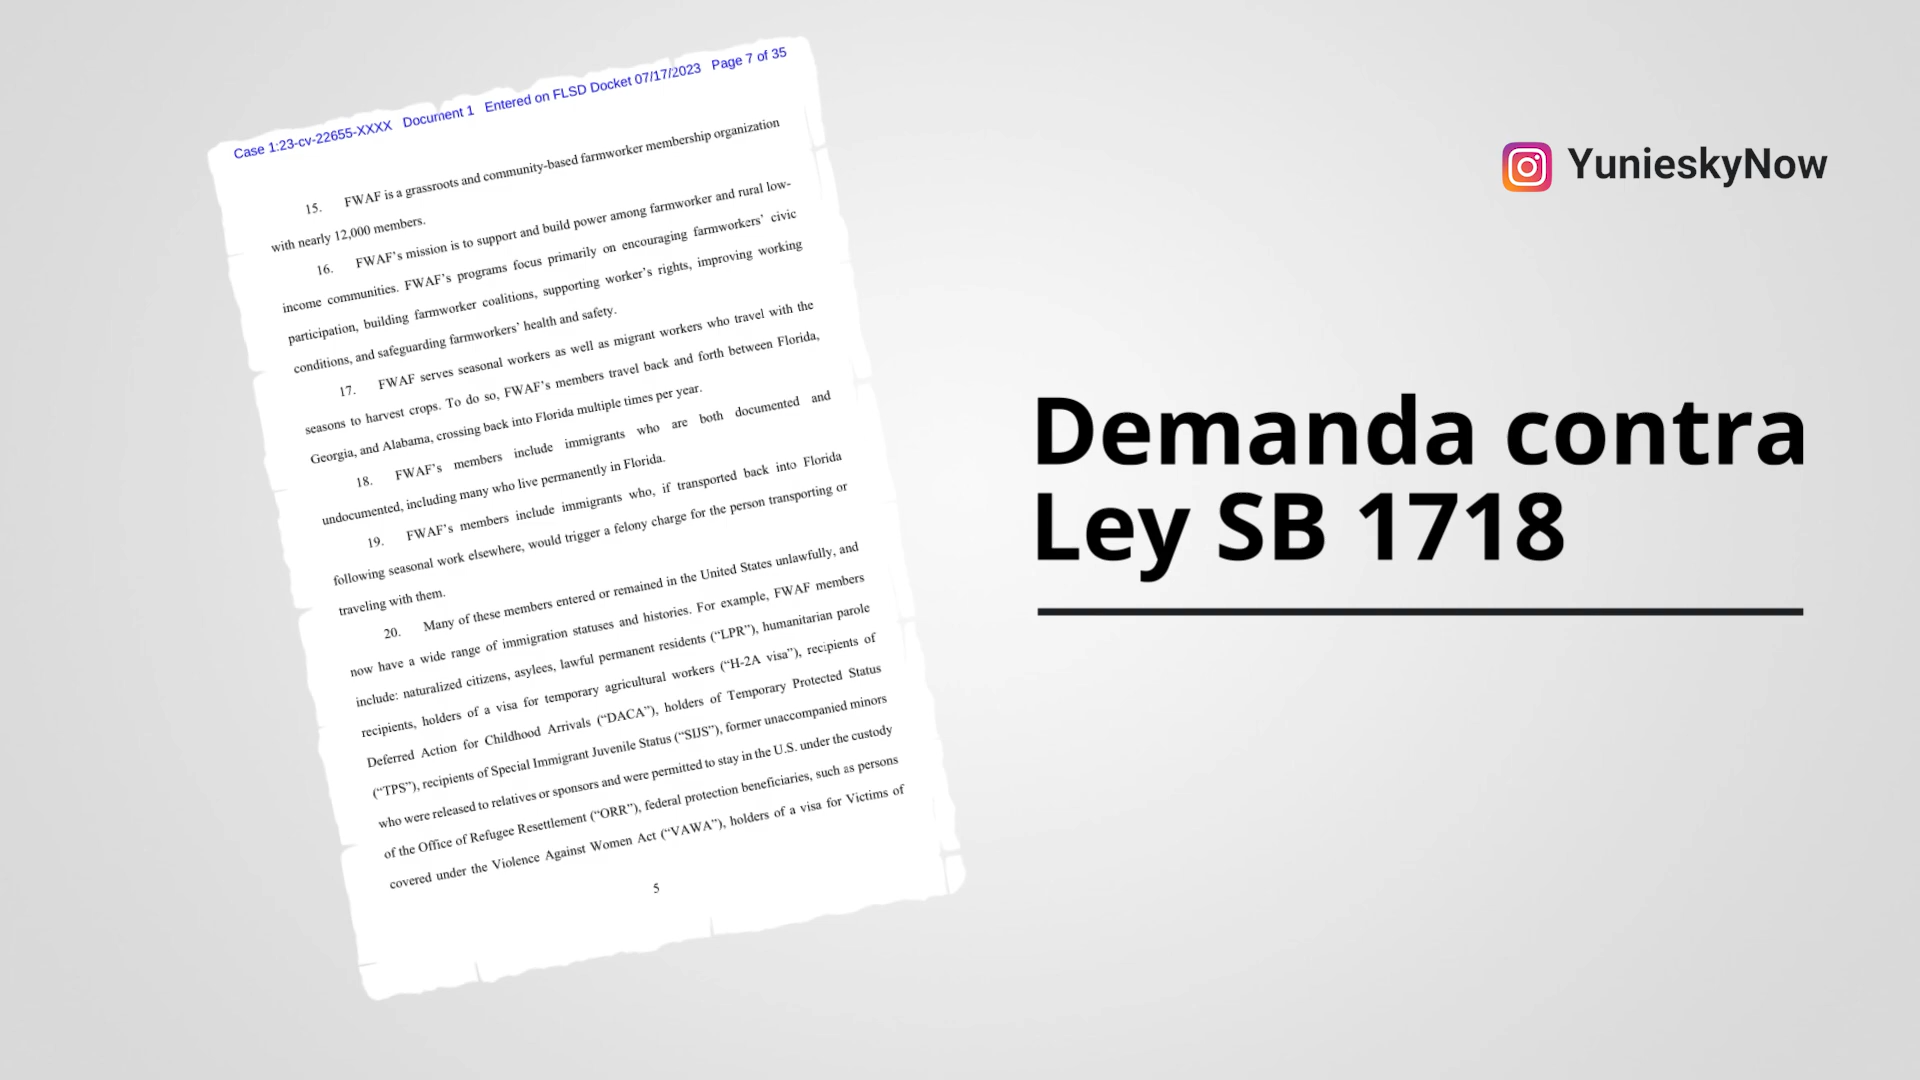 Case 1:23-cv-22655-XXXX Document 1 Entered on FLSD Docket 07/17/2023 Page 7 of 35
15. FWAF is a grassroots and community-based farmworker membership organization
with nearly 12,000 members.
16. FWAF's mission is to support and build power among farmworker and rural low-
income communities. FWAF's programs focus primarily on encouraging farmworkers' civic
participation, building farmworker coalitions, supporting worker's rights, improving working
conditions, and safeguarding farmworkers' health and safety.
17. FWAF serves seasonal workers as well as migrant workers who travel with the
seasons to harvest crops. To do so, FWAF's members travel back and forth between Florida,
Georgia, and Alabama, crossing back into Florida multiple times per year.
18. FWAF's members include immigrants who are both documented and
undocumented, including many who live permanently in Florida.
19. FWAF's members include immigrants who, if transported back into Florida
following seasonal work elsewhere, would trigger a felony charge for the person transporting or
traveling with them.
20. Many of these members entered or remained in the United States unlawfully, and
now have a wide range of immigration statuses and histories. For example, FWAF members
include: naturalized citizens, asylees, lawful permanent residents (“LPR”), humanitarian parole
recipients, holders of a visa for temporary agricultural workers (“H-2A visa”), recipients of
Deferred Action for Childhood Arrivals (“DACA”), holders of Temporary Protected Status
(“TPS”), recipients of Special Immigrant Juvenile Status (“SIJS”), former unaccompanied minors
who were released to relatives or sponsors and were permitted to stay in the U.S. under the custody
of the Office of Refugee Resettlement (“ORR”), federal protection beneficiaries, such as persons
covered under the Violence Against Women Act (“VAWA”), holders of a visa for Victims of
5
YunieskyNow
Demanda contra
Ley SB 1718